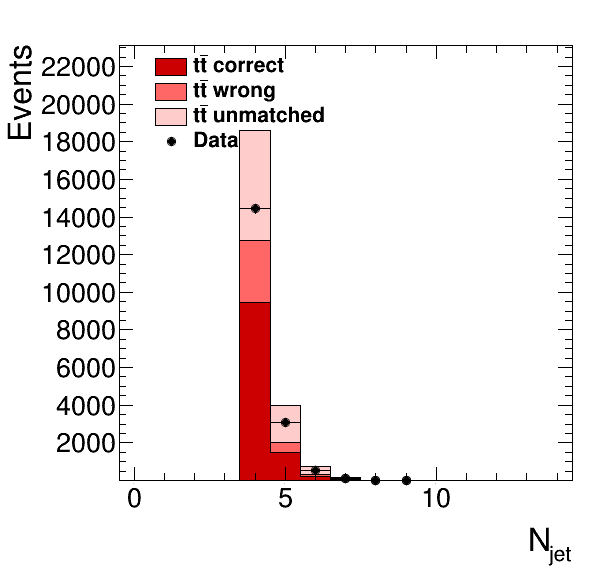 Events
22000
20000
18000
16000
14000
12000
10000
8000
6000
4000
2000
tt̄ correct
tt̄ wrong
tt̄ unmatched
Data
0
5
10
N_jet